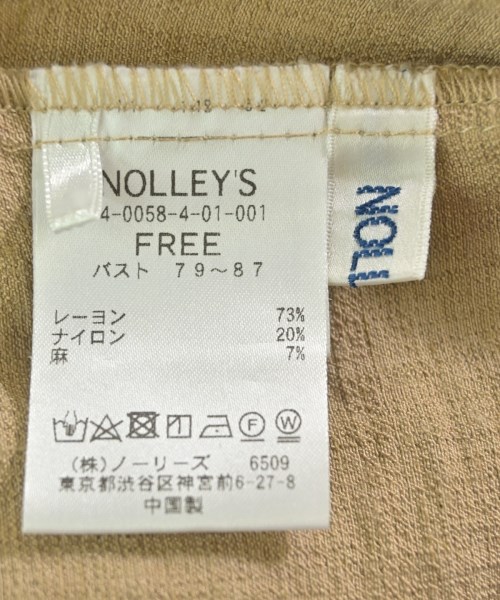 NOLLEY'S
4-0058-4-01-001
FREE
バスト 79～87
レーヨン 73%
ナイロン 20%
麻 7%
F W
(株)ノーリーズ 6509
東京都渋谷区神宮前6-27-8
中国製
NOLL